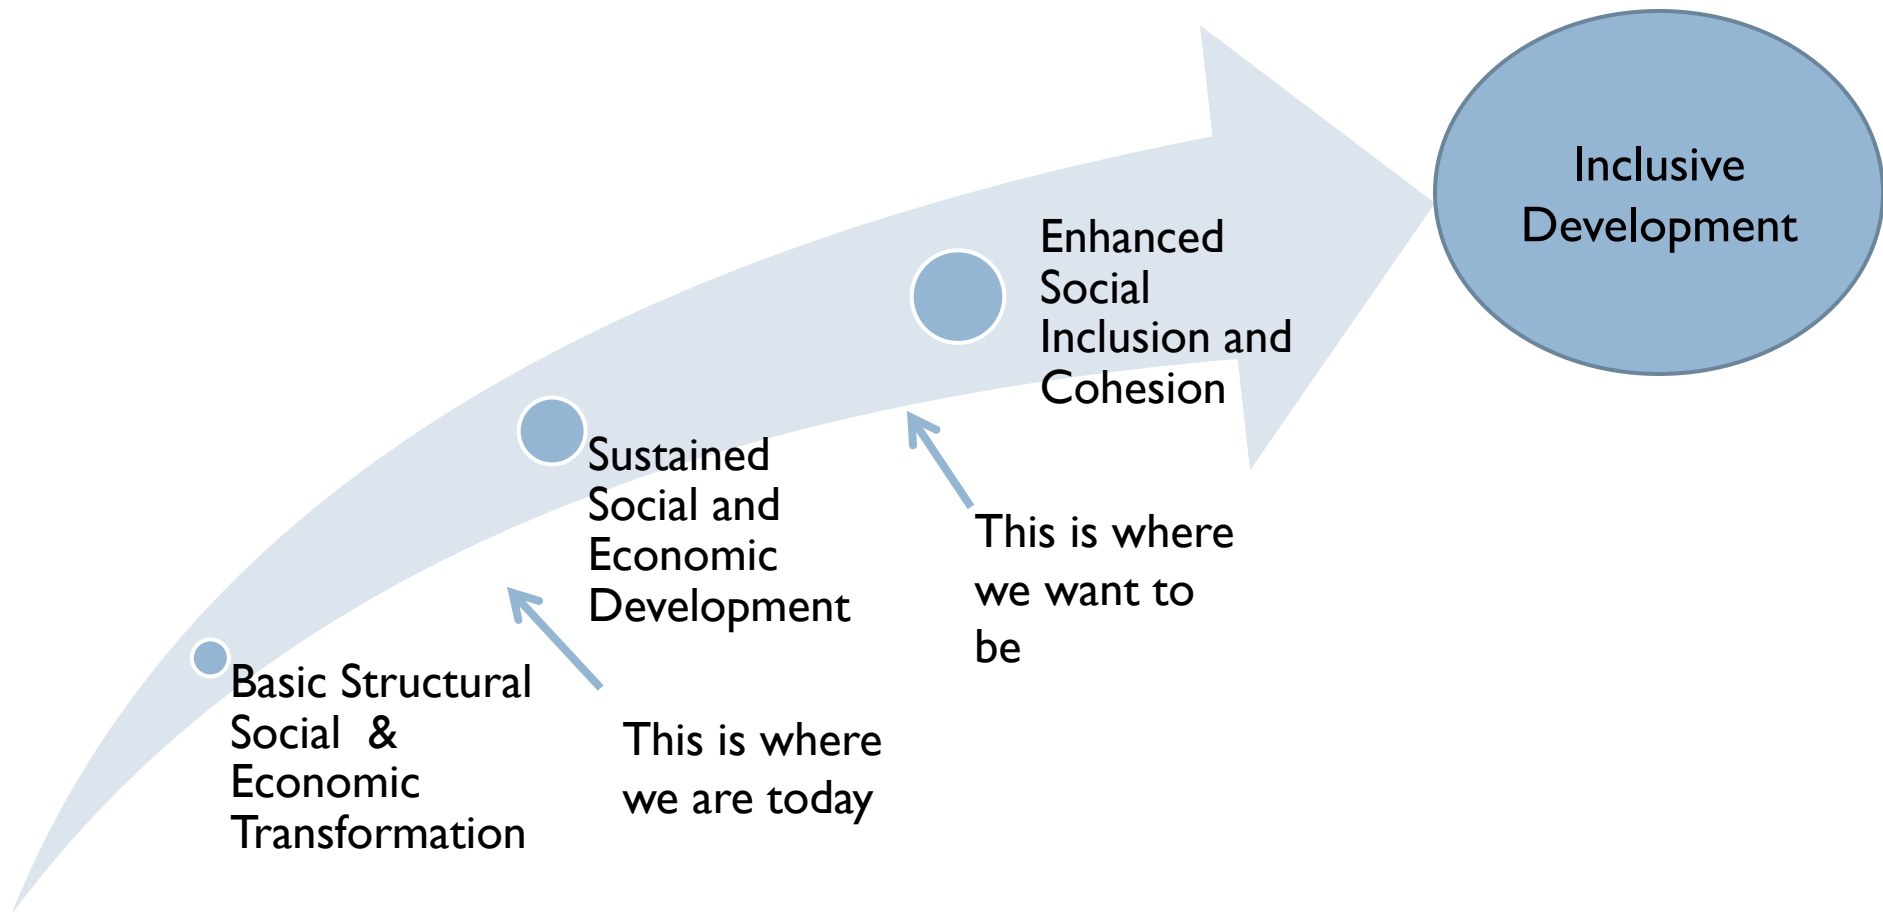 Inclusive
Development
Enhanced
Social
Inclusion and
Cohesion
Sustained
Social and
Economic
Development
This is where
we want to
be
Basic Structural
Social  &
Economic
Transformation
This is where
we are today